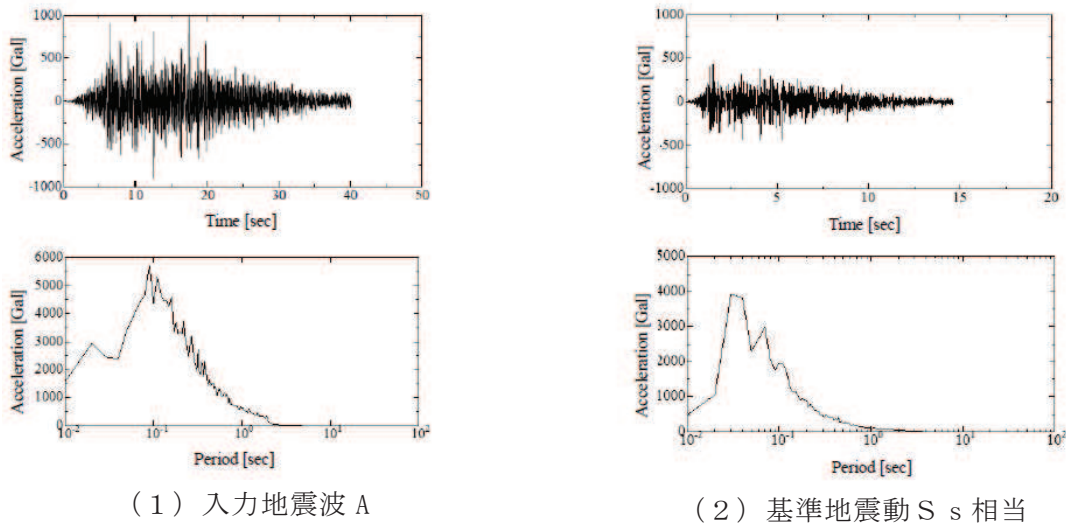 1000
500
0
-500
-1000
Acceleration [Gal]
0 10 20 30 40 50
Time [sec]
6000
5000
4000
3000
2000
1000
0
Acceleration [Gal]
10-2 10-1 100 101 102
Period [sec]
(1)入力地震波 A
1000
500
0
-500
-1000
Acceleration [Gal]
0 5 10 15 20
Time [sec]
5000
4000
3000
2000
1000
0
Acceleration [Gal]
10-2 10-1 100 101 102
Period [sec]
(2)基準地震動Ss相当